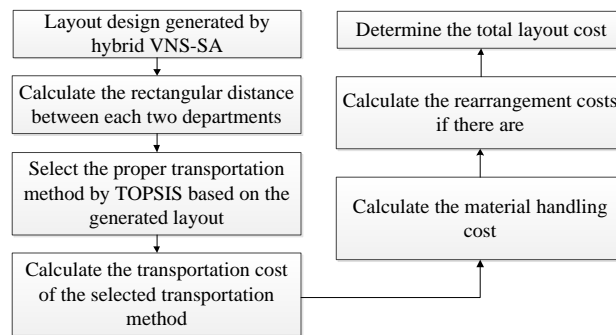 Layout design generated by
hybrid VNS-SA
Calculate the rectangular distance
between each two departments
Select the proper transportation
method by TOPSIS based on the
generated layout
Calculate the transportation cost
of the selected transportation
method
Calculate the material handling
cost
Calculate the rearrangement costs
if there are
Determine the total layout cost